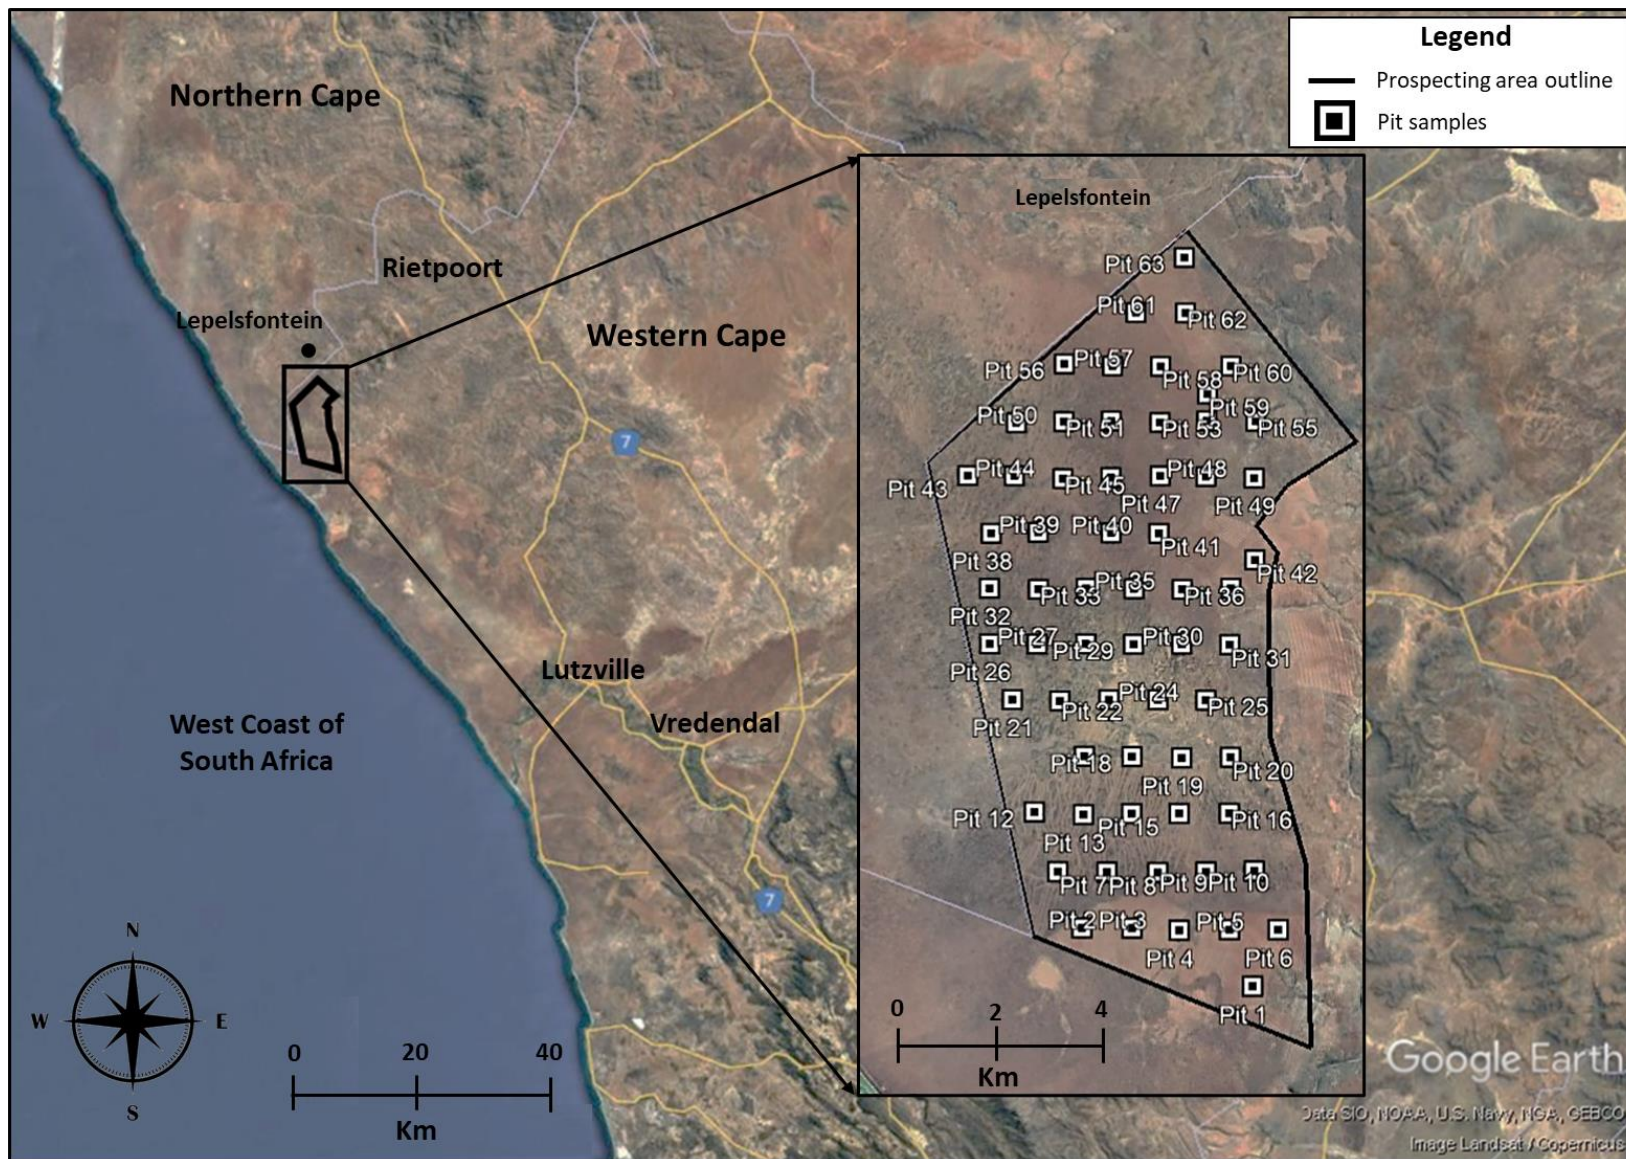 Northern Cape
Legend
Prospecting area outline
Pit samples
Lepelsfontein
Rietpoort
Lepelsfontein
Western Cape
7
Lutzville
Vredendal
West Coast of
South Africa
7
Pit 63
Pit 61
Pit 62
Pit 56
Pit 57
Pit 58
Pit 60
Pit 50
Pit 51
Pit 53
Pit 59
Pit 55
Pit 43
Pit 44
Pit 45
Pit 47
Pit 48
Pit 49
Pit 38
Pit 39
Pit 40
Pit 41
Pit 42
Pit 32
Pit 33
Pit 35
Pit 36
Pit 26
Pit 27
Pit 29
Pit 30
Pit 31
Pit 21
Pit 22
Pit 24
Pit 25
Pit 18
Pit 19
Pit 20
Pit 12
Pit 13
Pit 15
Pit 16
Pit 7
Pit 8
Pit 9
Pit 10
Pit 2
Pit 3
Pit 4
Pit 5
Pit 6
Pit 1
0 2 4
Km
N
W E
S
0 20 40
Km
Google Earth
Data SIO, NOAA, U.S. Navy, NGA, GEBCO
Image Landsat / Copernicus